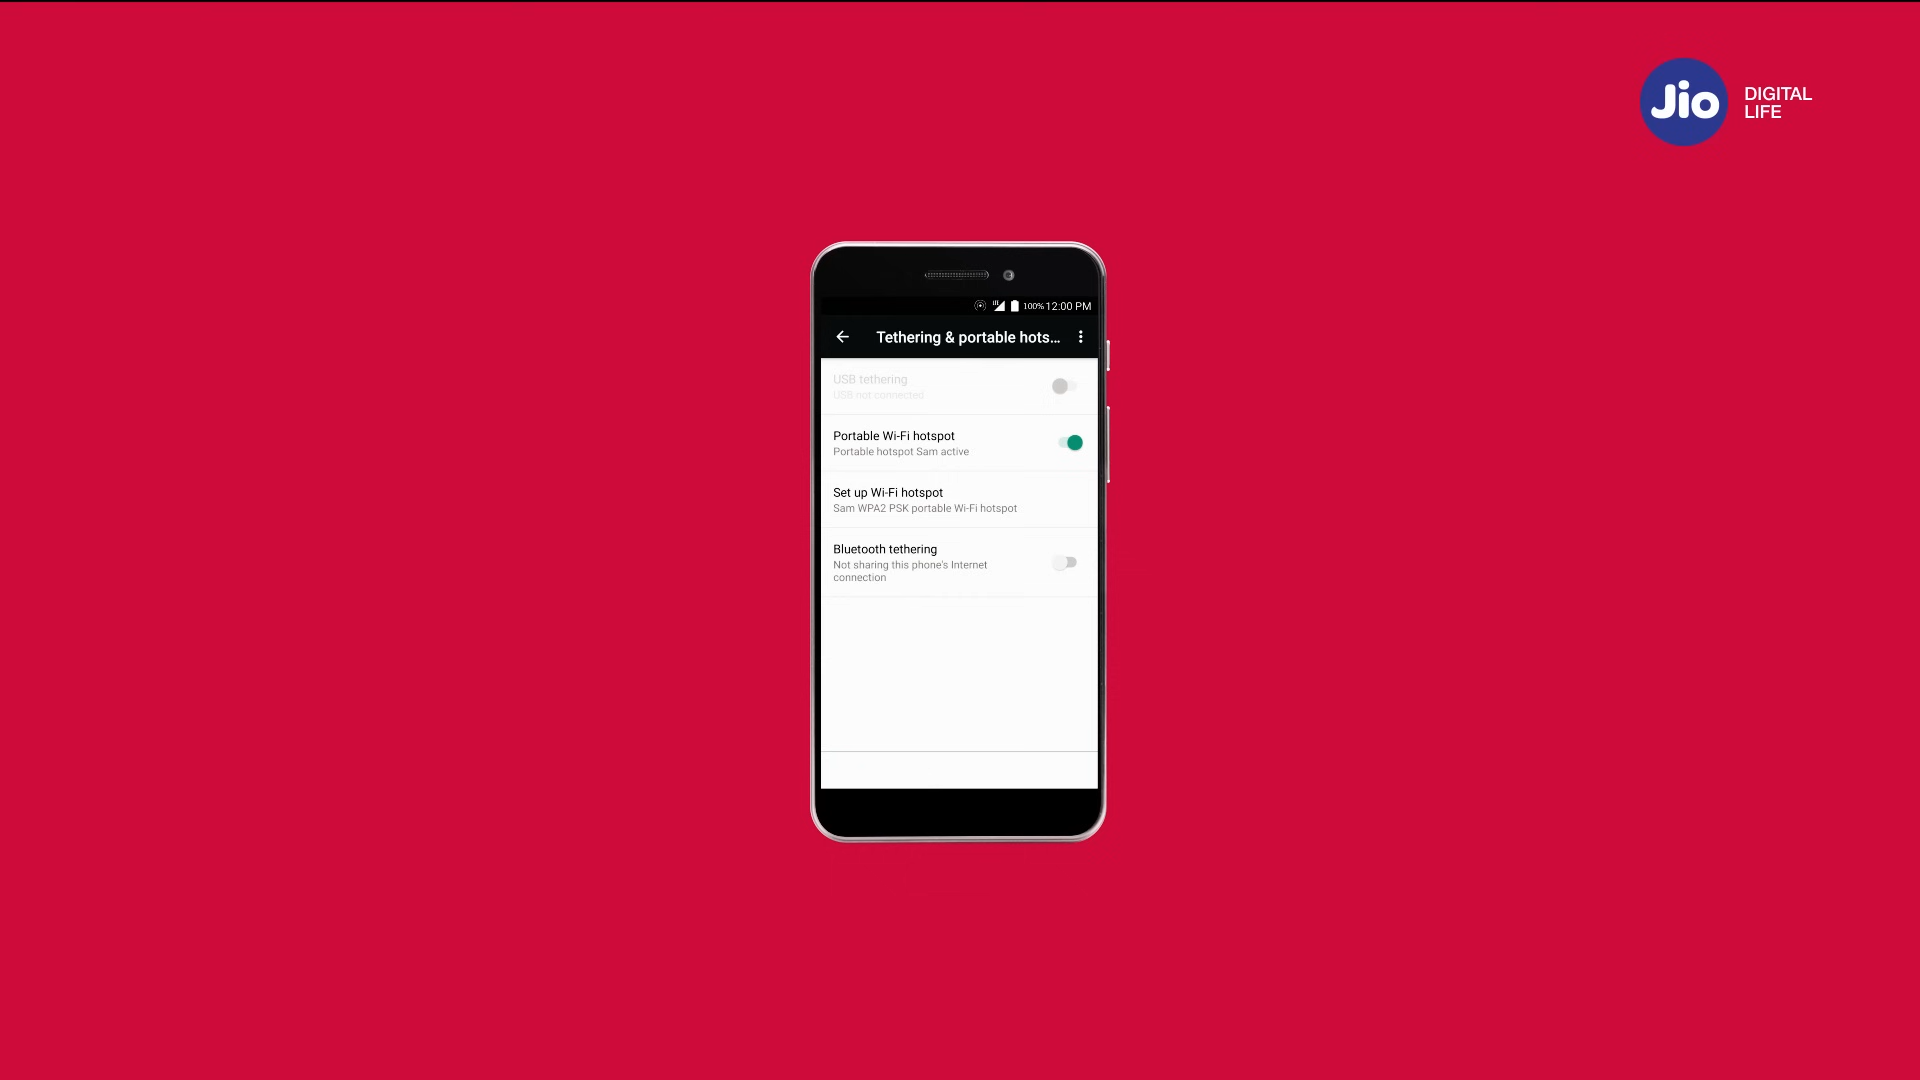 Jio
DIGITAL
LIFE
100% 12:00 PM
Tethering & portable hots...
USB tethering
USB not connected
Portable Wi-Fi hotspot
Portable hotspot Sam active
Set up Wi-Fi hotspot
Sam WPA2 PSK portable Wi-Fi hotspot
Bluetooth tethering
Not sharing this phone's Internet
connection